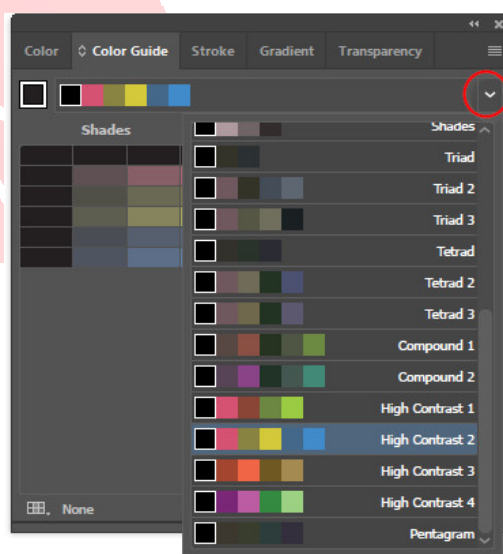 Color Color Guide Stroke Gradient Transparency
Shades
Shades
Triad
Triad 2
Triad 3
Tetrad
Tetrad 2
Tetrad 3
Compound 1
Compound 2
High Contrast 1
High Contrast 2
High Contrast 3
High Contrast 4
Pentagram
None